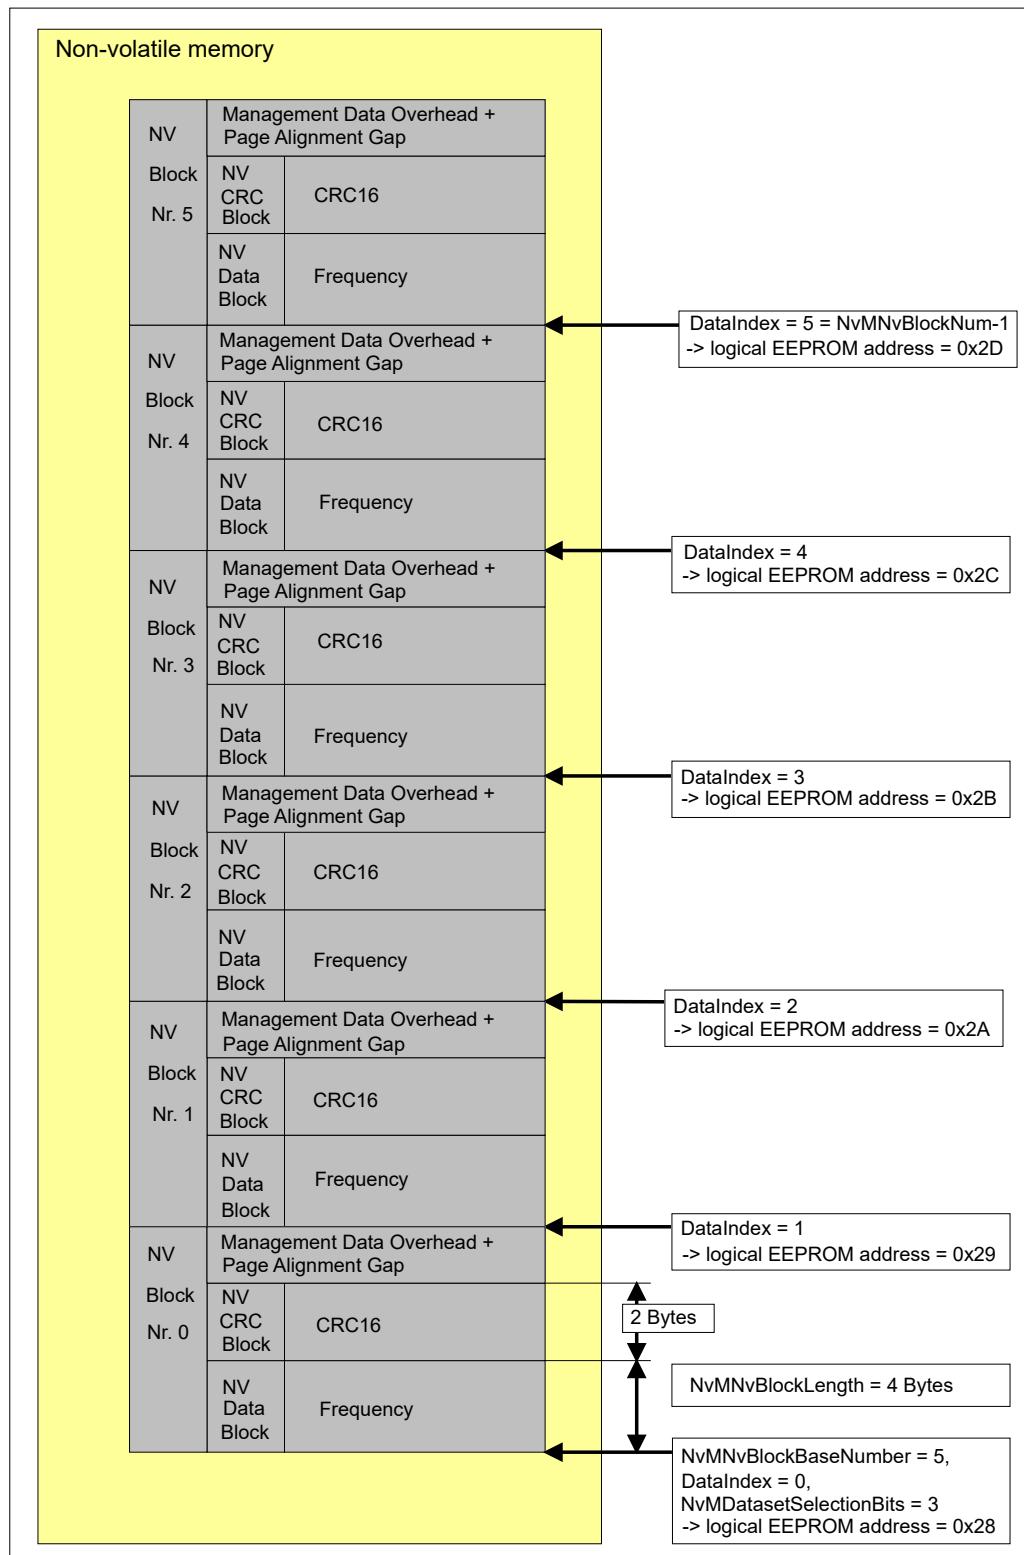 Non-volatile memory
NV
Block
Nr. 5
Management Data Overhead +
Page Alignment Gap
NV
CRC
Block
CRC16
NV
Data
Block
Frequency
DataIndex = 5 = NvMNvBlockNum-1
-> logical EEPROM address = 0x2D
NV
Block
Nr. 4
Management Data Overhead +
Page Alignment Gap
NV
CRC
Block
CRC16
NV
Data
Block
Frequency
DataIndex = 4
-> logical EEPROM address = 0x2C
NV
Block
Nr. 3
Management Data Overhead +
Page Alignment Gap
NV
CRC
Block
CRC16
NV
Data
Block
Frequency
DataIndex = 3
-> logical EEPROM address = 0x2B
NV
Block
Nr. 2
Management Data Overhead +
Page Alignment Gap
NV
CRC
Block
CRC16
NV
Data
Block
Frequency
DataIndex = 2
-> logical EEPROM address = 0x2A
NV
Block
Nr. 1
Management Data Overhead +
Page Alignment Gap
NV
CRC
Block
CRC16
NV
Data
Block
Frequency
DataIndex = 1
-> logical EEPROM address = 0x29
NV
Block
Nr. 0
Management Data Overhead +
Page Alignment Gap
NV
CRC
Block
CRC16
2 Bytes
NV
Data
Block
Frequency
NvMNvBlockLength = 4 Bytes
NvMNvBlockBaseNumber = 5,
DataIndex = 0,
NvMDatasetSelectionBits = 3
-> logical EEPROM address = 0x28